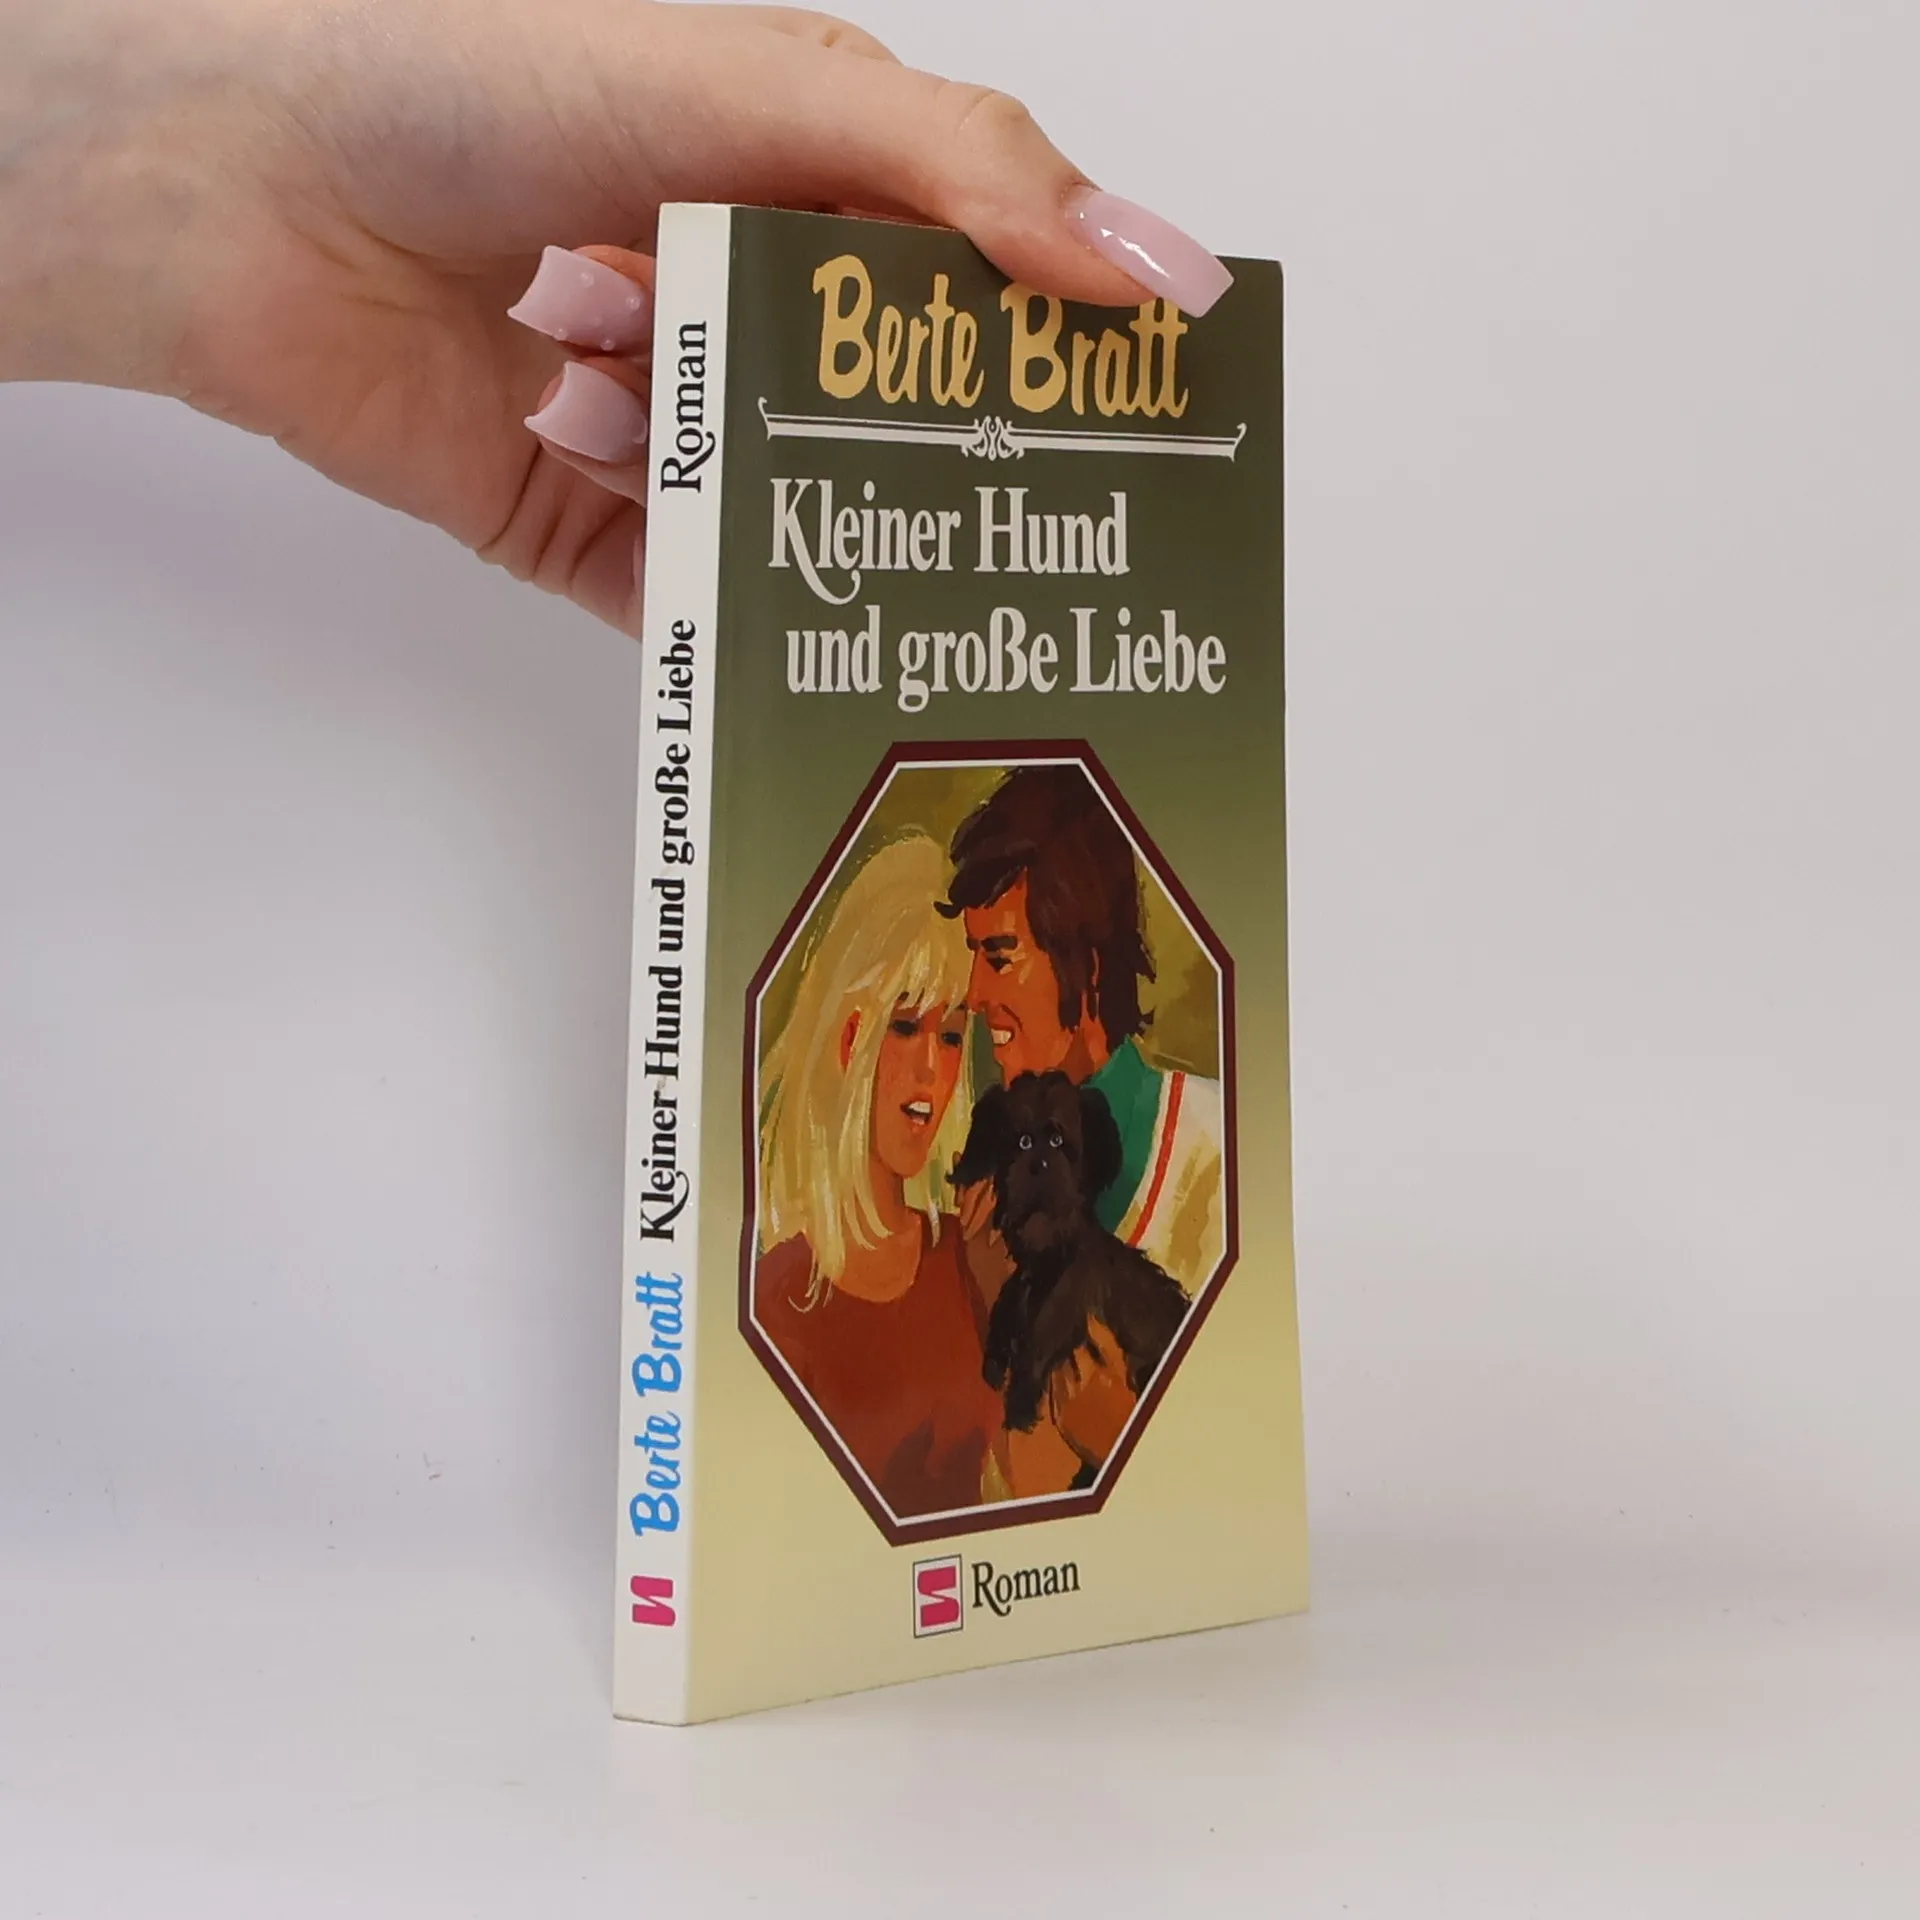 Berte Bratt
Kleiner Hund
und große Liebe
Roman
Berte Bratt Kleiner Hund und große Liebe Roman